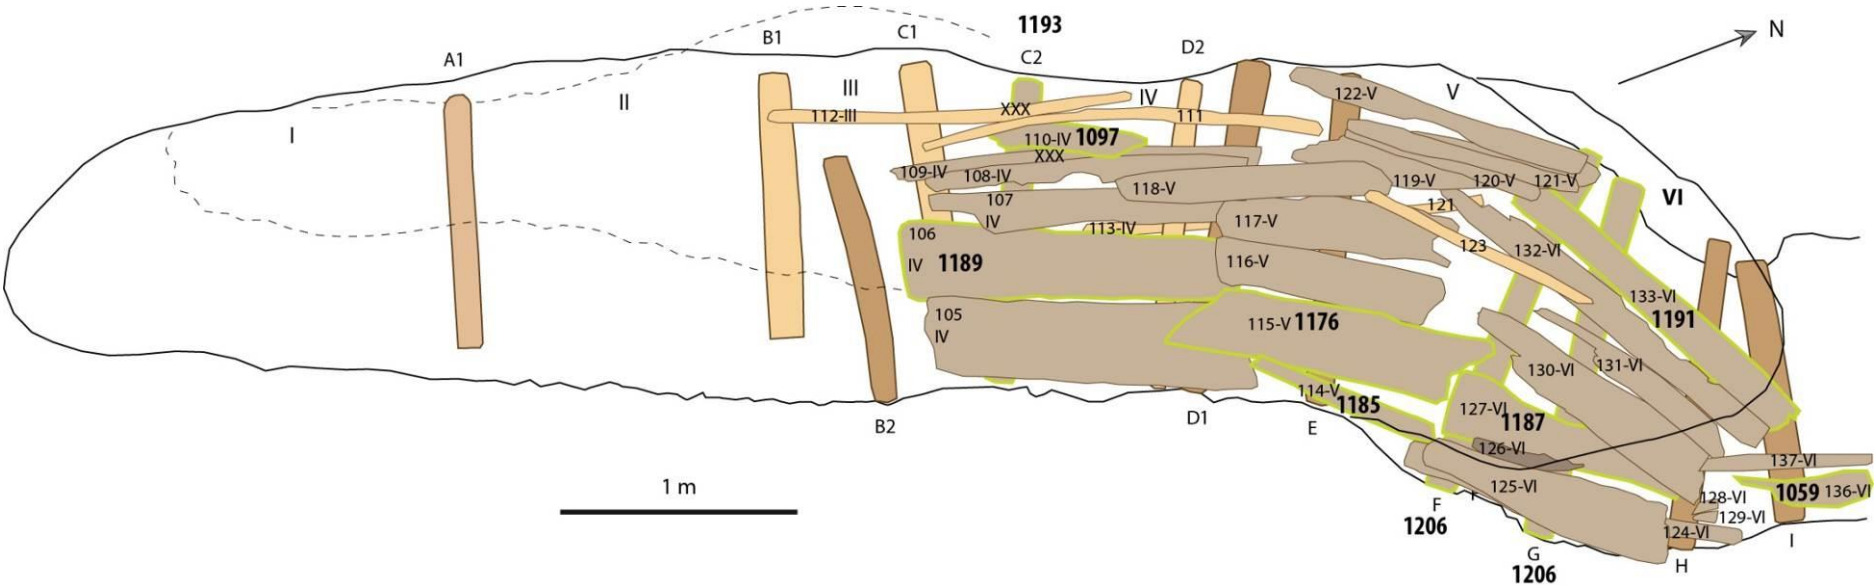 1193
N
A1
B1
C1
C2
D2
I
II
III
IV
V
VI
XXX
112-III
111
122-V
110-IV 1097
XXX
109-IV
108-IV
118-V
119-V
120-V
121-V
107
IV
121
113-IV
117-V
106
IV 1189
123
132-VI
116-V
133-VI
1191
105
IV
115-V 1176
130-VI
131-VI
114-V
1185
127-VI
1187
B2
D1
E
126-VI
137-VI
125-VI
1059 136-VI
128-VI
129-VI
124-VI
1 m
F
F
1206
G
1206
H
I